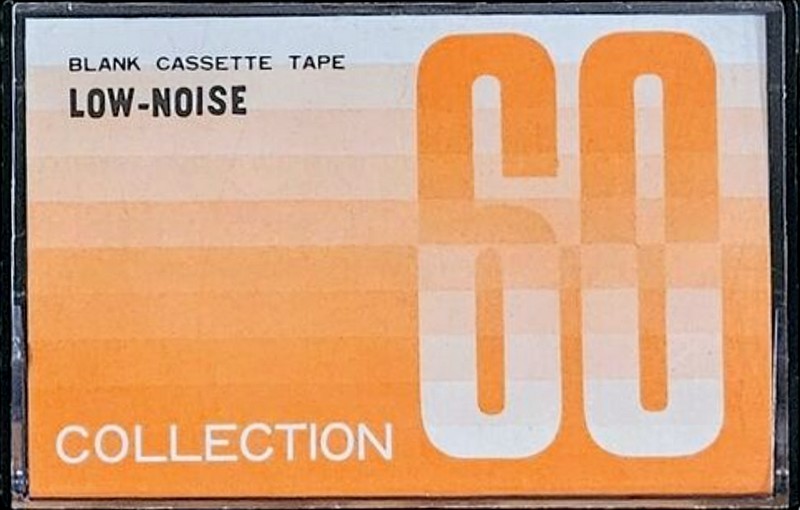 BLANK CASSETTE TAPE
LOW-NOISE
60
COLLECTION